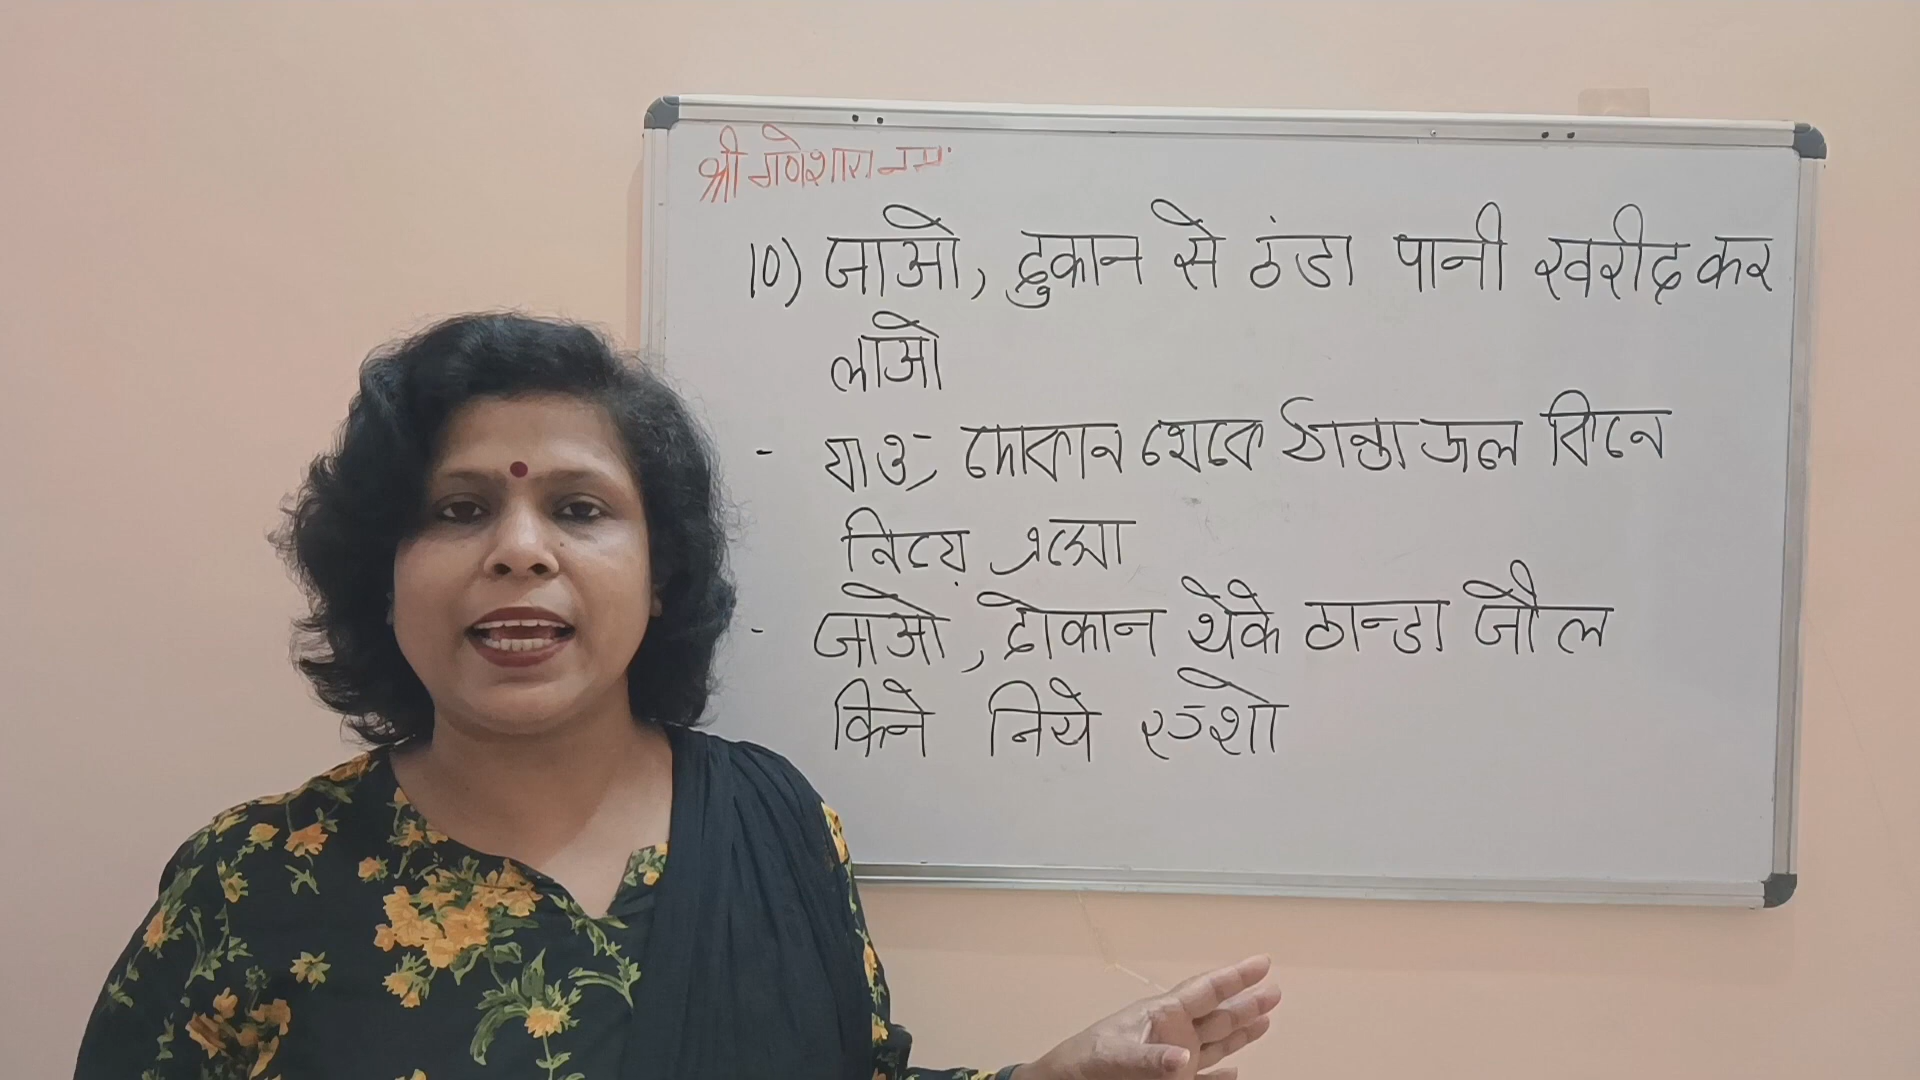 श्री गणेशाय नमः
10) जाओ, दुकान से ठंडा पानी खरीद कर
लाओ
- যাও, দোকান থেকে ঠান্ডা জল কিনে
নিয়ে এসো
- जाओ, दोकान थेके ठान्डा जौल
किने निये एशो